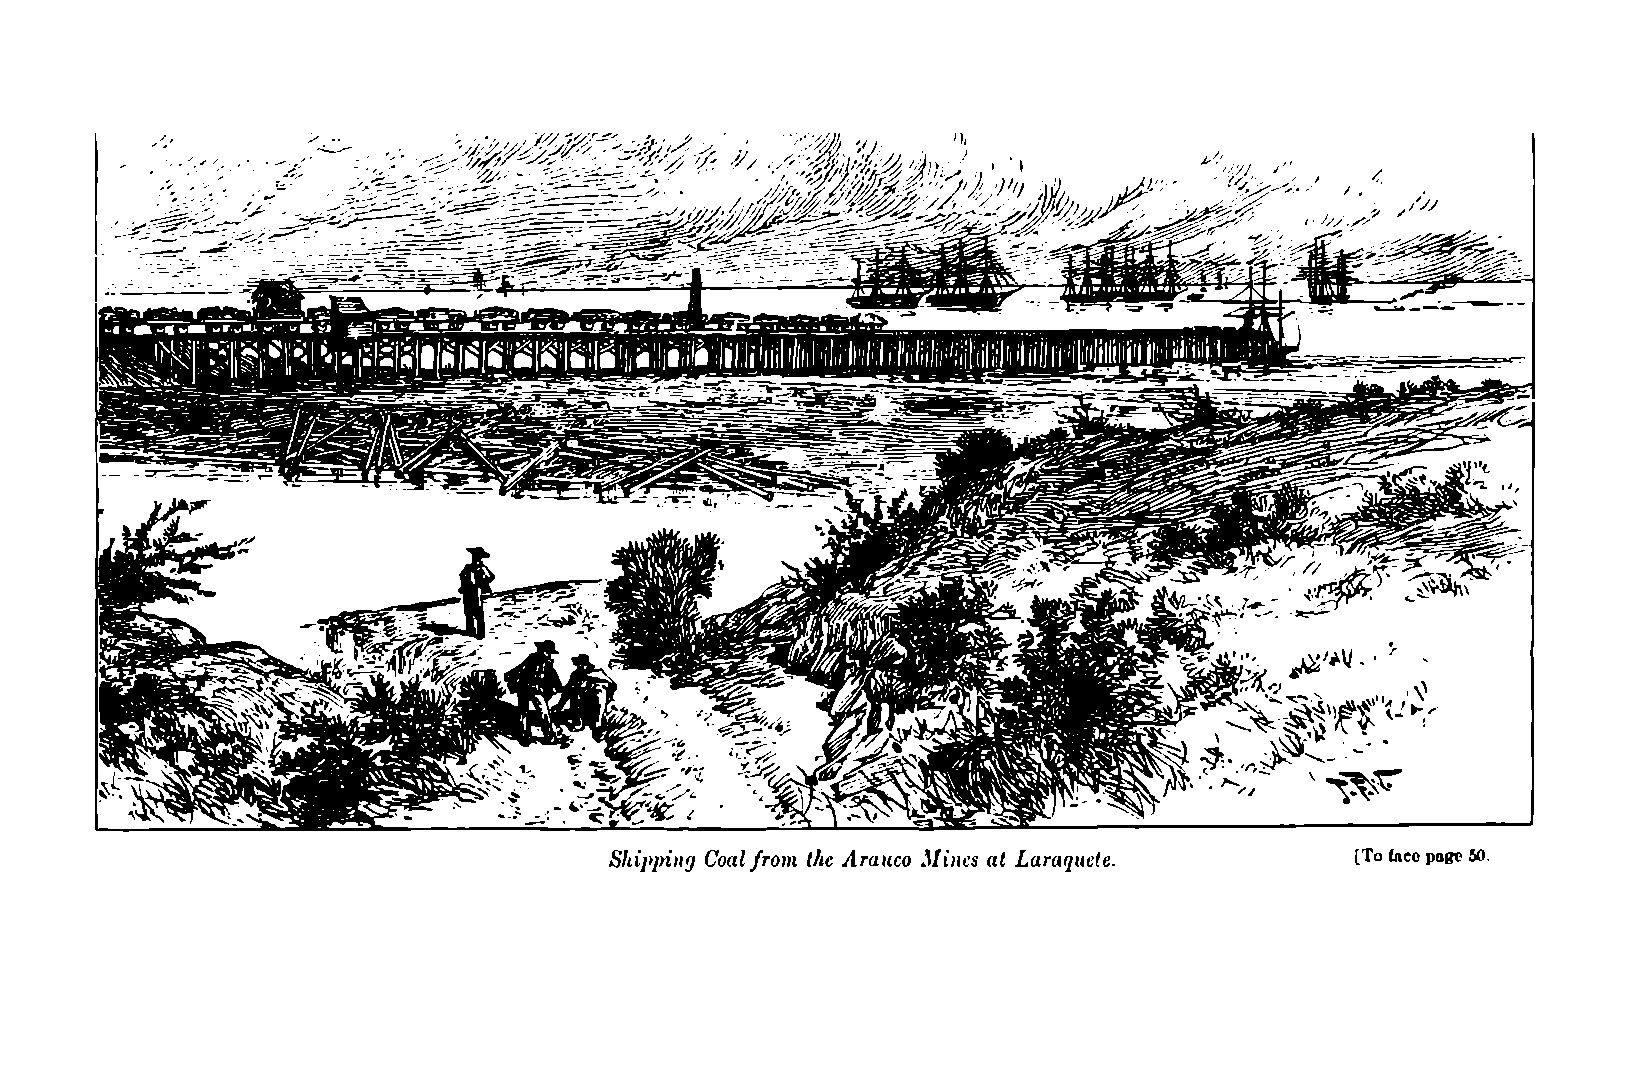 Shipping Coal from the Arauco Mines at Laraquete.
[To face page 50.